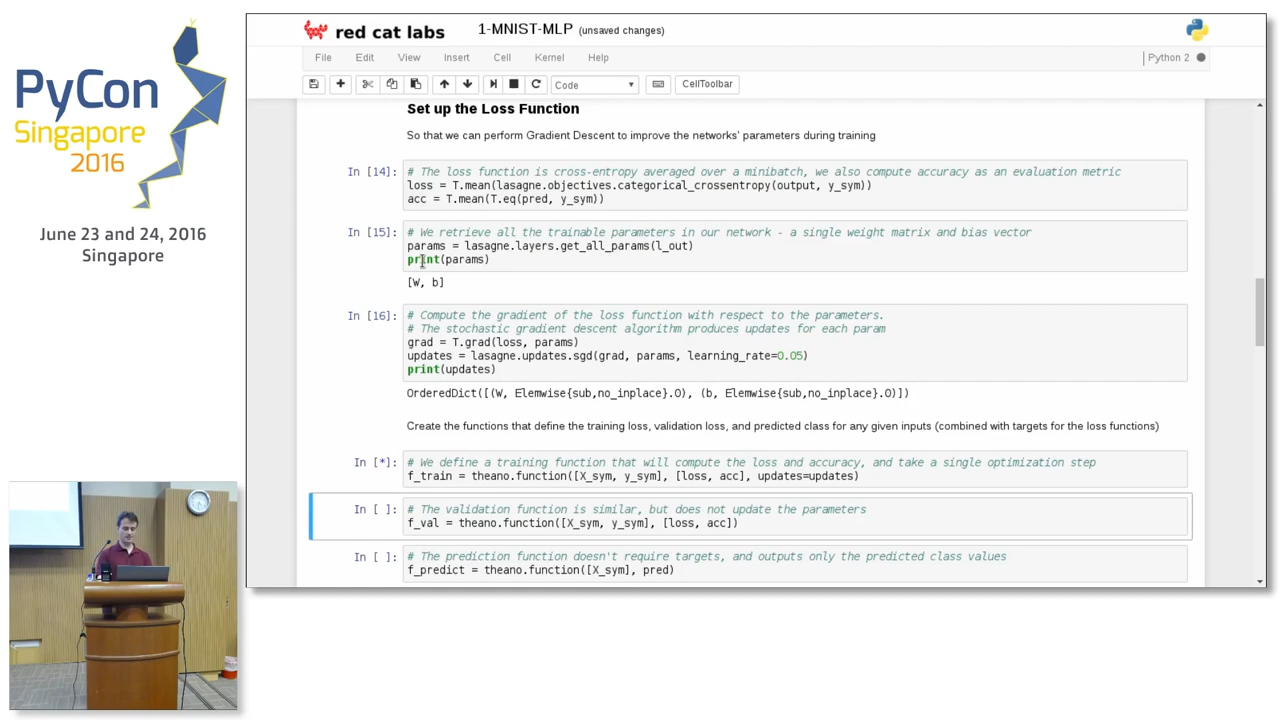 PyCon
Singapore
2016
June 23 and 24, 2016
Singapore
red cat labs
1-MNIST-MLP (unsaved changes)
File Edit View Insert Cell Kernel Help
Python 2
Code
CellToolbar
Set up the Loss Function
So that we can perform Gradient Descent to improve the networks' parameters during training
In [14]:
# The loss function is cross-entropy averaged over a minibatch, we also compute accuracy as an evaluation metric
loss = T.mean(lasagne.objectives.categorical_crossentropy(output, y_sym))
acc = T.mean(T.eq(pred, y_sym))
In [15]:
# We retrieve all the trainable parameters in our network - a single weight matrix and bias vector
params = lasagne.layers.get_all_params(l_out)
print(params)
[W, b]
In [16]:
# Compute the gradient of the loss function with respect to the parameters.
# The stochastic gradient descent algorithm produces updates for each param
grad = T.grad(loss, params)
updates = lasagne.updates.sgd(grad, params, learning_rate=0.05)
print(updates)
OrderedDict([(W, Elemwise{sub,no_inplace}.0), (b, Elemwise{sub,no_inplace}.0)])
Create the functions that define the training loss, validation loss, and predicted class for any given inputs (combined with targets for the loss functions)
In [*]:
# We define a training function that will compute the loss and accuracy, and take a single optimization step
f_train = theano.function([X_sym, y_sym], [loss, acc], updates=updates)
In [ ]:
# The validation function is similar, but does not update the parameters
f_val = theano.function([X_sym, y_sym], [loss, acc])
In [ ]:
# The prediction function doesn't require targets, and outputs only the predicted class values
f_predict = theano.function([X_sym], pred)